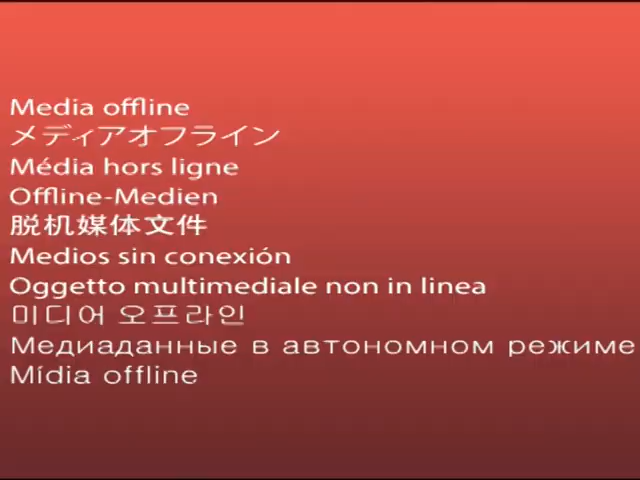 Media offline
メディアオフライン
Média hors ligne
Offline-Medien
脱机媒体文件
Medios sin conexión
Oggetto multimediale non in linea
미디어 오프라인
Медиаданные в автономном режиме
Mídia offline